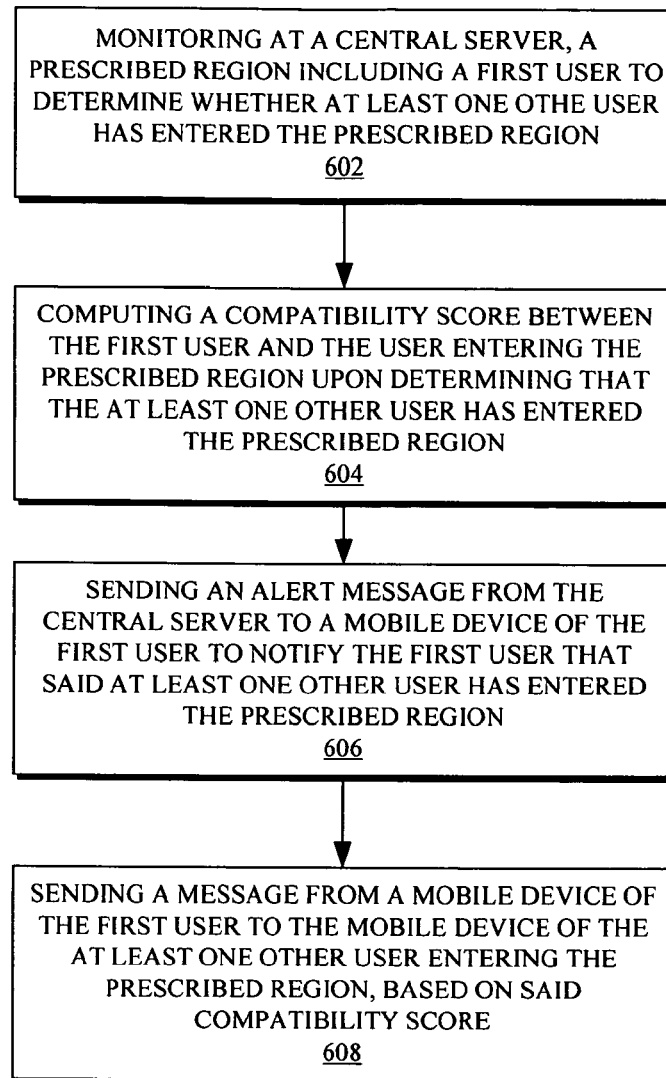 MONITORING AT A CENTRAL SERVER, A
PRESCRIBED REGION INCLUDING A FIRST USER TO
DETERMINE WHETHER AT LEAST ONE OTHE USER
HAS ENTERED THE PRESCRIBED REGION
602
COMPUTING A COMPATIBILITY SCORE BETWEEN
THE FIRST USER AND THE USER ENTERING THE
PRESCRIBED REGION UPON DETERMINING THAT
THE AT LEAST ONE OTHER USER HAS ENTERED
THE PRESCRIBED REGION
604
SENDING AN ALERT MESSAGE FROM THE
CENTRAL SERVER TO A MOBILE DEVICE OF THE
FIRST USER TO NOTIFY THE FIRST USER THAT
SAID AT LEAST ONE OTHER USER HAS ENTERED
THE PRESCRIBED REGION
606
SENDING A MESSAGE FROM A MOBILE DEVICE OF
THE FIRST USER TO THE MOBILE DEVICE OF THE
AT LEAST ONE OTHER USER ENTERING THE
PRESCRIBED REGION, BASED ON SAID
COMPATIBILITY SCORE
608